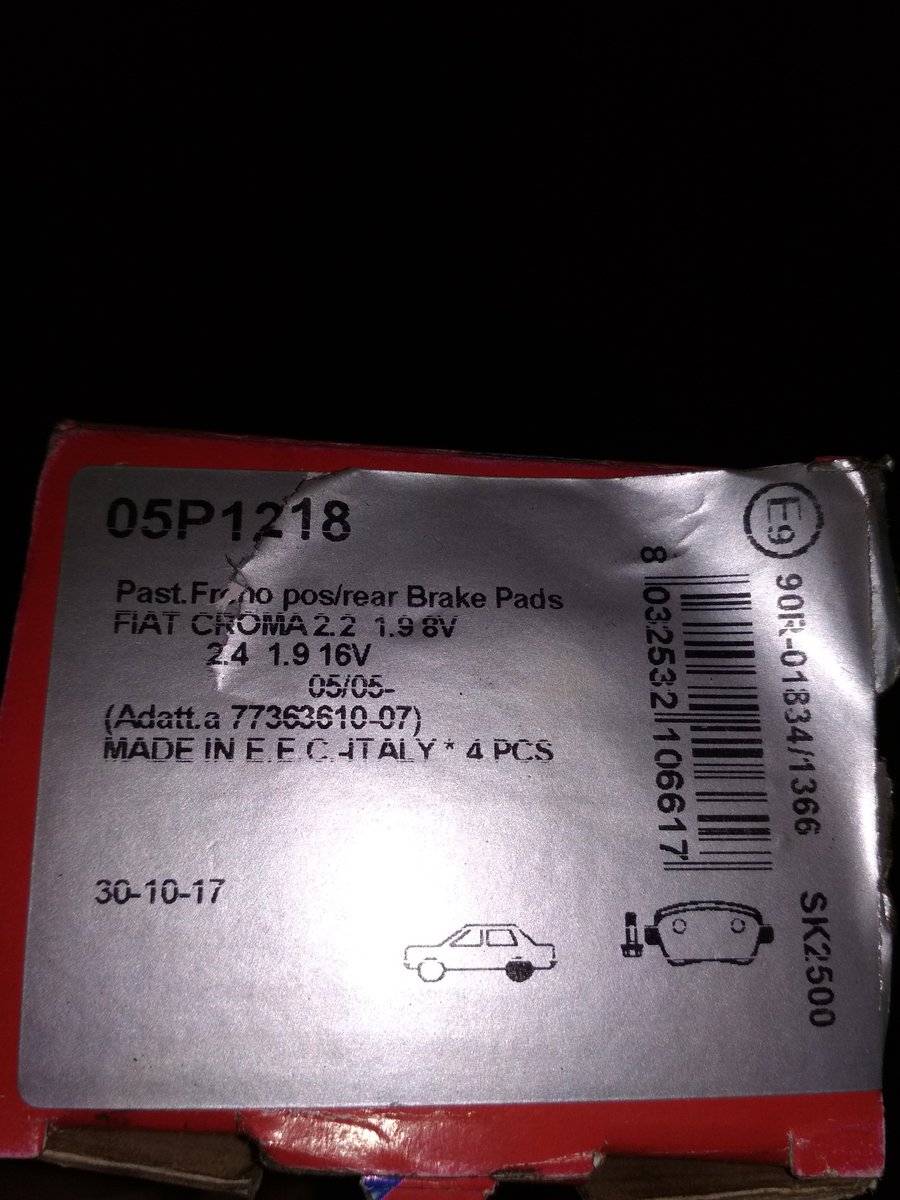 05P1218
Past.Freno pos/rear Brake Pads
FIAT CROMA 2.2 1.9 8V
2.4 1.9 16V
05/05-
(Adatt.a 77363610-07)
MADE IN E.E.C.-ITALY * 4 PCS
30-10-17
8 032532 106617
E9
90R-01834/1366
SK2500